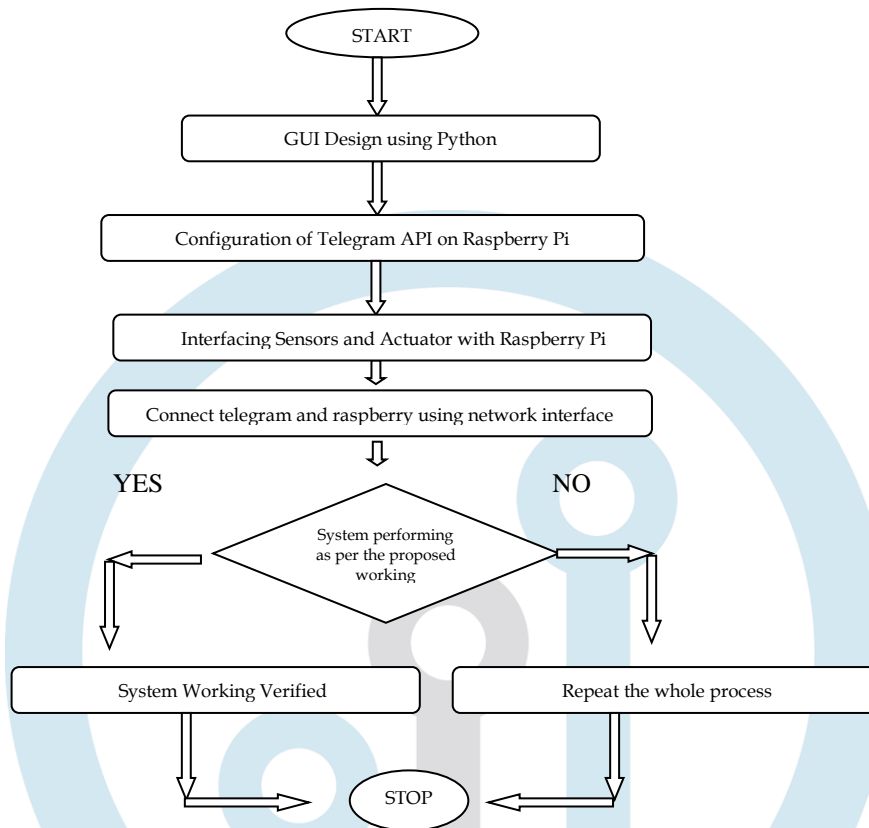 START
GUI Design using Python
Configuration of Telegram API on Raspberry Pi
Interfacing Sensors and Actuator with Raspberry Pi
Connect telegram and raspberry using network interface
YES
NO
System performing
as per the proposed
working
System Working Verified
Repeat the whole process
STOP